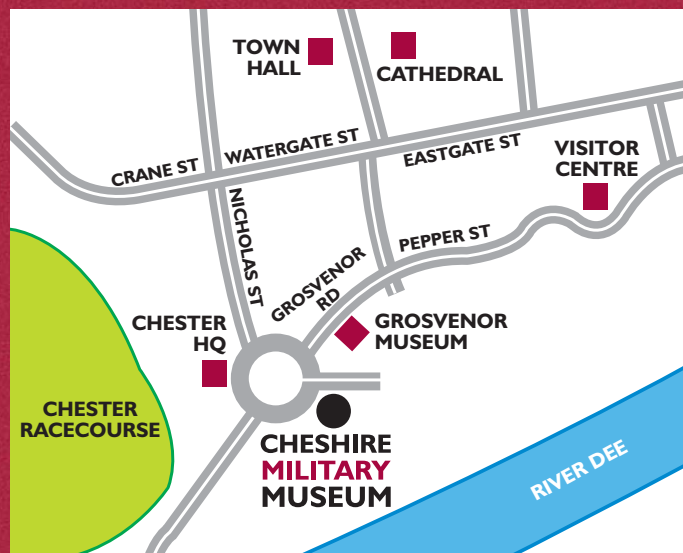 TOWN
HALL
CATHEDRAL
CRANE ST
WATERGATE ST
EASTGATE ST
VISITOR
CENTRE
NICHOLAS ST
GROSVENOR
RD
PEPPER ST
CHESTER
HQ
GROSVENOR
MUSEUM
CHESTER
RACECOURSE
CHESHIRE
MILITARY
MUSEUM
RIVER DEE